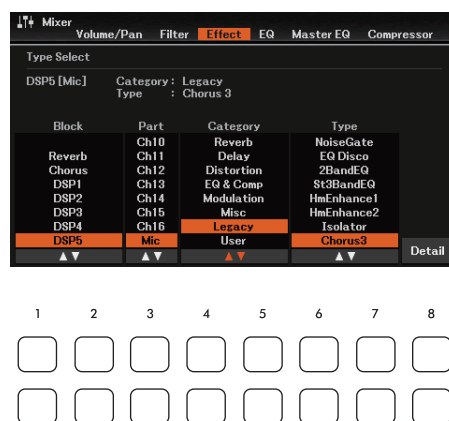 Mixer
Volume/Pan Filter Effect EQ Master EQ Compressor
Type Select
DSP5 [Mic] Category : Legacy
Type : Chorus 3
Block Part Category Type
Ch10 Reverb NoiseGate
Reverb Ch11 Delay EQ Disco
Chorus Ch12 Distortion 2BandEQ
DSP1 Ch13 EQ & Comp St3BandEQ
DSP2 Ch14 Modulation HmEnhance1
DSP3 Ch15 Misc HmEnhance2
DSP4 Ch16 Legacy Isolator
DSP5 Mic User Chorus3
Detail
1 2 3 4 5 6 7 8